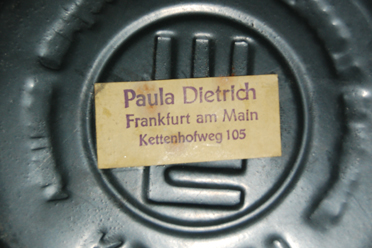 Paula Dietrich
Frankfurt am Main
Kettenhofweg 105